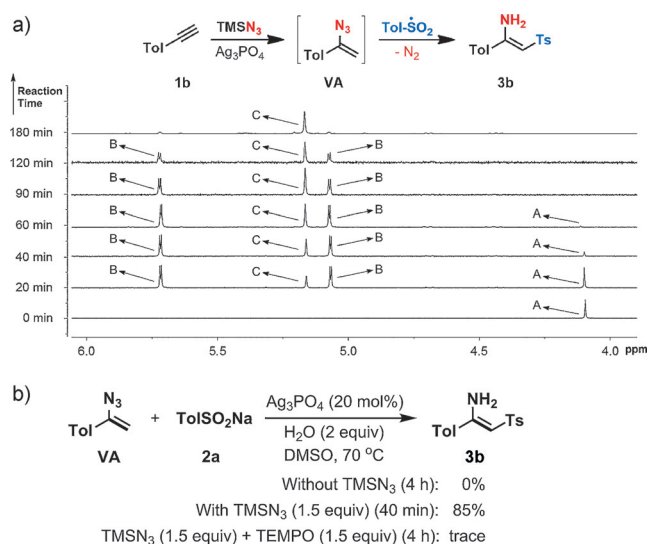 a)
Tol 1b TMSN3 Ag3PO4 N3 Tol VA Tol-ṠO2 - N2 NH2 Tol Ts 3b
Reaction Time
180 min C
120 min B C B
90 min B C B
60 min B C B A
40 min B C B A
20 min B C B A
0 min A
6.0 5.5 5.0 4.5 4.0 ppm
b)
N3 Tol VA + TolSO2Na 2a Ag3PO4 (20 mol%) NH2 Tol Ts 3b
H2O (2 equiv)
DMSO, 70 °C
Without TMSN3 (4 h): 0%
With TMSN3 (1.5 equiv) (40 min): 85%
TMSN3 (1.5 equiv) + TEMPO (1.5 equiv) (4 h): trace